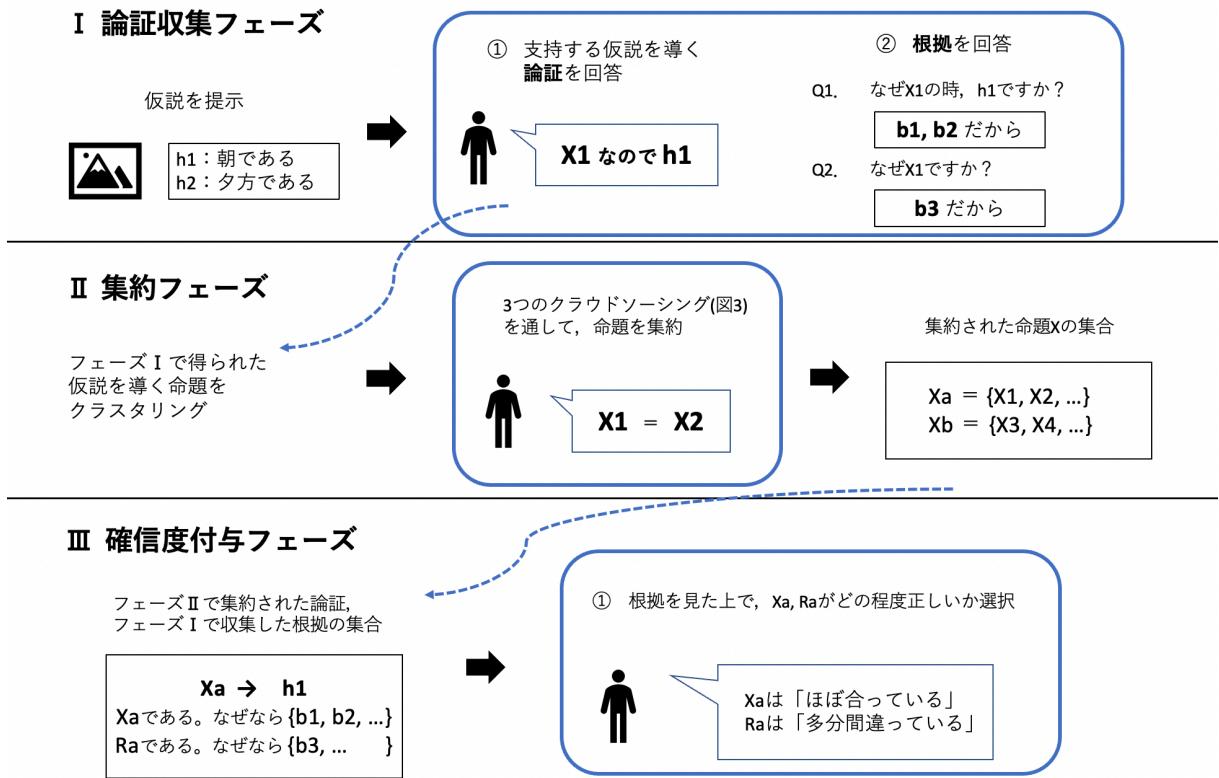 Ⅰ 論証収集フェーズ
仮説を提示
h1：朝である
h2：夕方である
① 支持する仮説を導く
論証を回答
X1 なので h1
② 根拠を回答
Q1. なぜX1の時，h1ですか？
b1, b2 だから
Q2. なぜX1ですか？
b3 だから
Ⅱ 集約フェーズ
フェーズⅠで得られた
仮説を導く命題を
クラスタリング
3つのクラウドソーシング(図3)
を通して，命題を集約
X1 = X2
集約された命題Xの集合
Xa = {X1, X2, …}
Xb = {X3, X4, …}
Ⅲ 確信度付与フェーズ
フェーズⅡで集約された論証,
フェーズⅠで収集した根拠の集合
Xa → h1
Xaである。なぜなら{b1, b2, …}
Raである。なぜなら{b3, … }
① 根拠を見た上で，Xa, Raがどの程度正しいか選択
Xaは「ほぼ合っている」
Raは「多分間違っている」